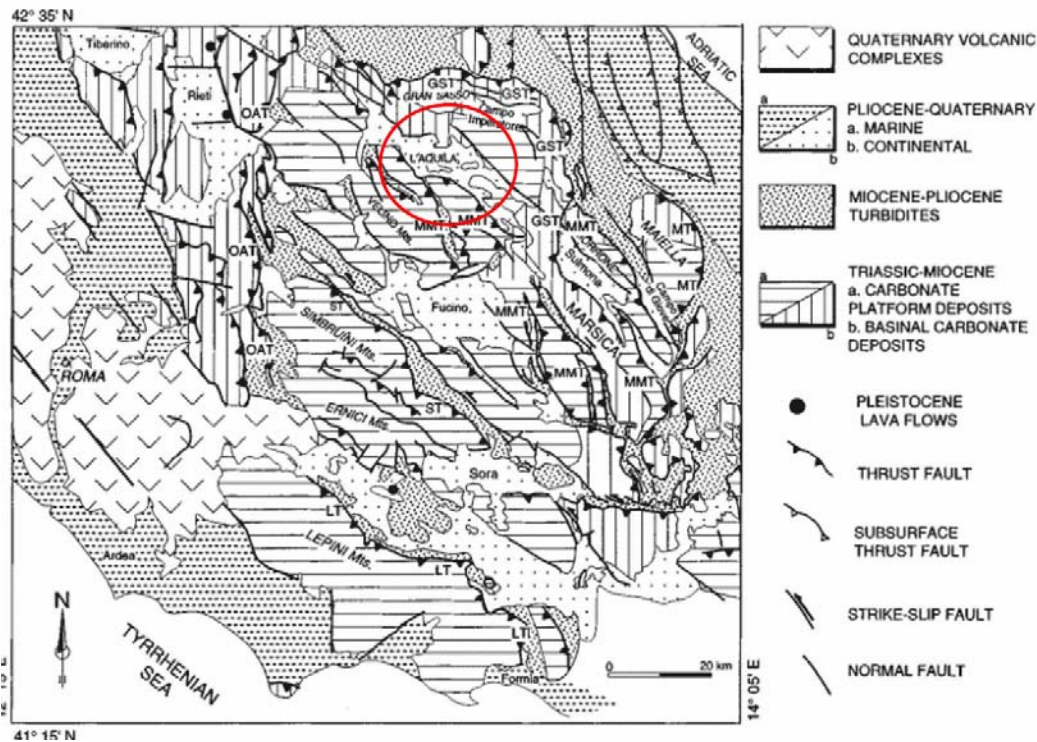 42° 35' N
Tiberino
Rieti
OAT
GST
GRAN SASSO
GST
Campo
Imperatore
ADRIATIC
SEA
L'AQUILA
GST
VELINO Mts.
MMT
MMT
GST
MMT
MAIELLA
MT
OAT
Sulmona
MT
Fucino
MMT
MARSICA
ST
SIMBRUINI Mts.
OAT
ROMA
MMT
MMT
ST
ERNICI Mts.
Sora
LT
LEPINI Mts.
LT
Ardea
N
LT
TYRRHENIAN
SEA
Formia
0 20 km
14° 05' E
41° 15' N
QUATERNARY VOLCANIC
COMPLEXES
a
b
PLIOCENE-QUATERNARY
a. MARINE
b. CONTINENTAL
MIOCENE-PLIOCENE
TURBIDITES
a
b
TRIASSIC-MIOCENE
a. CARBONATE
PLATFORM DEPOSITS
b. BASINAL CARBONATE
DEPOSITS
PLEISTOCENE
LAVA FLOWS
THRUST FAULT
SUBSURFACE
THRUST FAULT
STRIKE-SLIP FAULT
NORMAL FAULT